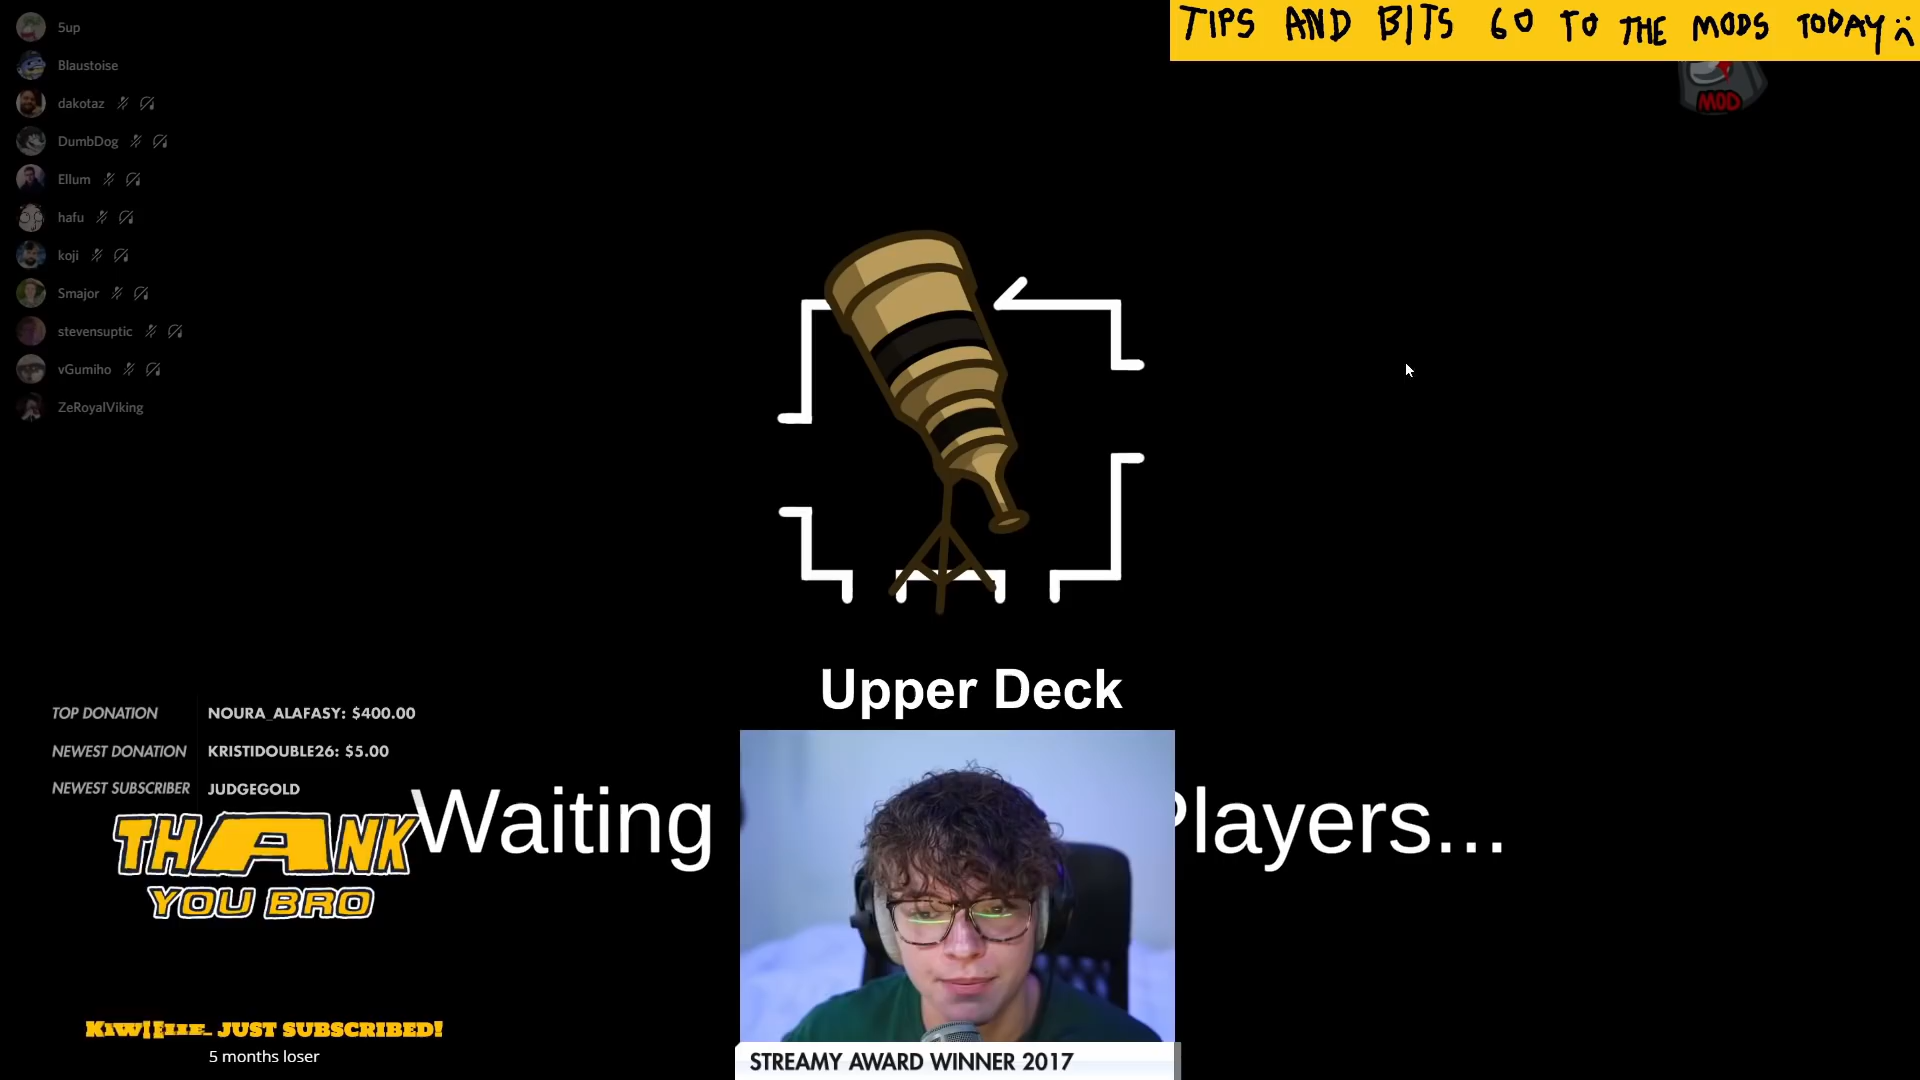 5up
Blaustoise
dakotaz
DumbDog
Ellum
hafu
koji
Smajor
stevensuptic
vGumiho
ZeRoyalViking
TIPS AND BITS GO TO THE MODS TODAY :(
MOD
Upper Deck
TOP DONATION NOURA_ALAFASY: $400.00
NEWEST DONATION KRISTIDOUBLE26: $5.00
NEWEST SUBSCRIBER JUDGEGOLD
Waiting Players...
THANK
YOU BRO
JUST SUBSCRIBED!
5 months loser
STREAMY AWARD WINNER 2017